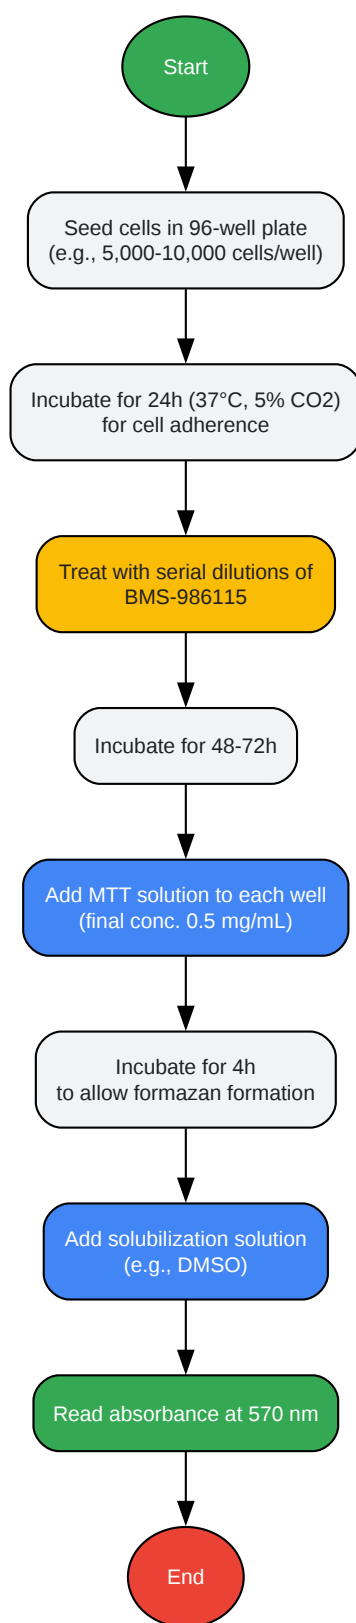 Start
Seed cells in 96-well plate
(e.g., 5,000-10,000 cells/well)
Incubate for 24h (37°C, 5% CO2)
for cell adherence
Treat with serial dilutions of
BMS-986115
Incubate for 48-72h
Add MTT solution to each well
(final conc. 0.5 mg/mL)
Incubate for 4h
to allow formazan formation
Add solubilization solution
(e.g., DMSO)
Read absorbance at 570 nm
End